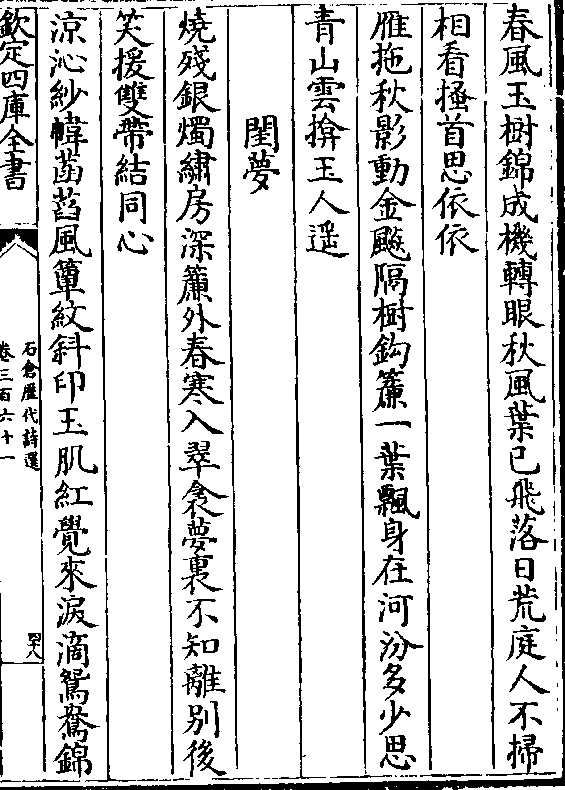 春風玉樹錦成機轉眼秋風葉已飛落日荒庭人不掃
相看搔首思依依
雁拖秋影動金飈隔樹鈎簾一葉飄身在河汾多少思
青山雲揜玉人遥
閨夢
燒殘銀燭繡房深簾外春寒入翠衾夢裏不知離别後
笑援雙帶結同心
涼沁紗幃菡萏風簟紋斜印玉肌紅覺來淚滴鴛鴦錦
欽定四庫全書
石倉歷代詩選
卷三百六十一
四十八